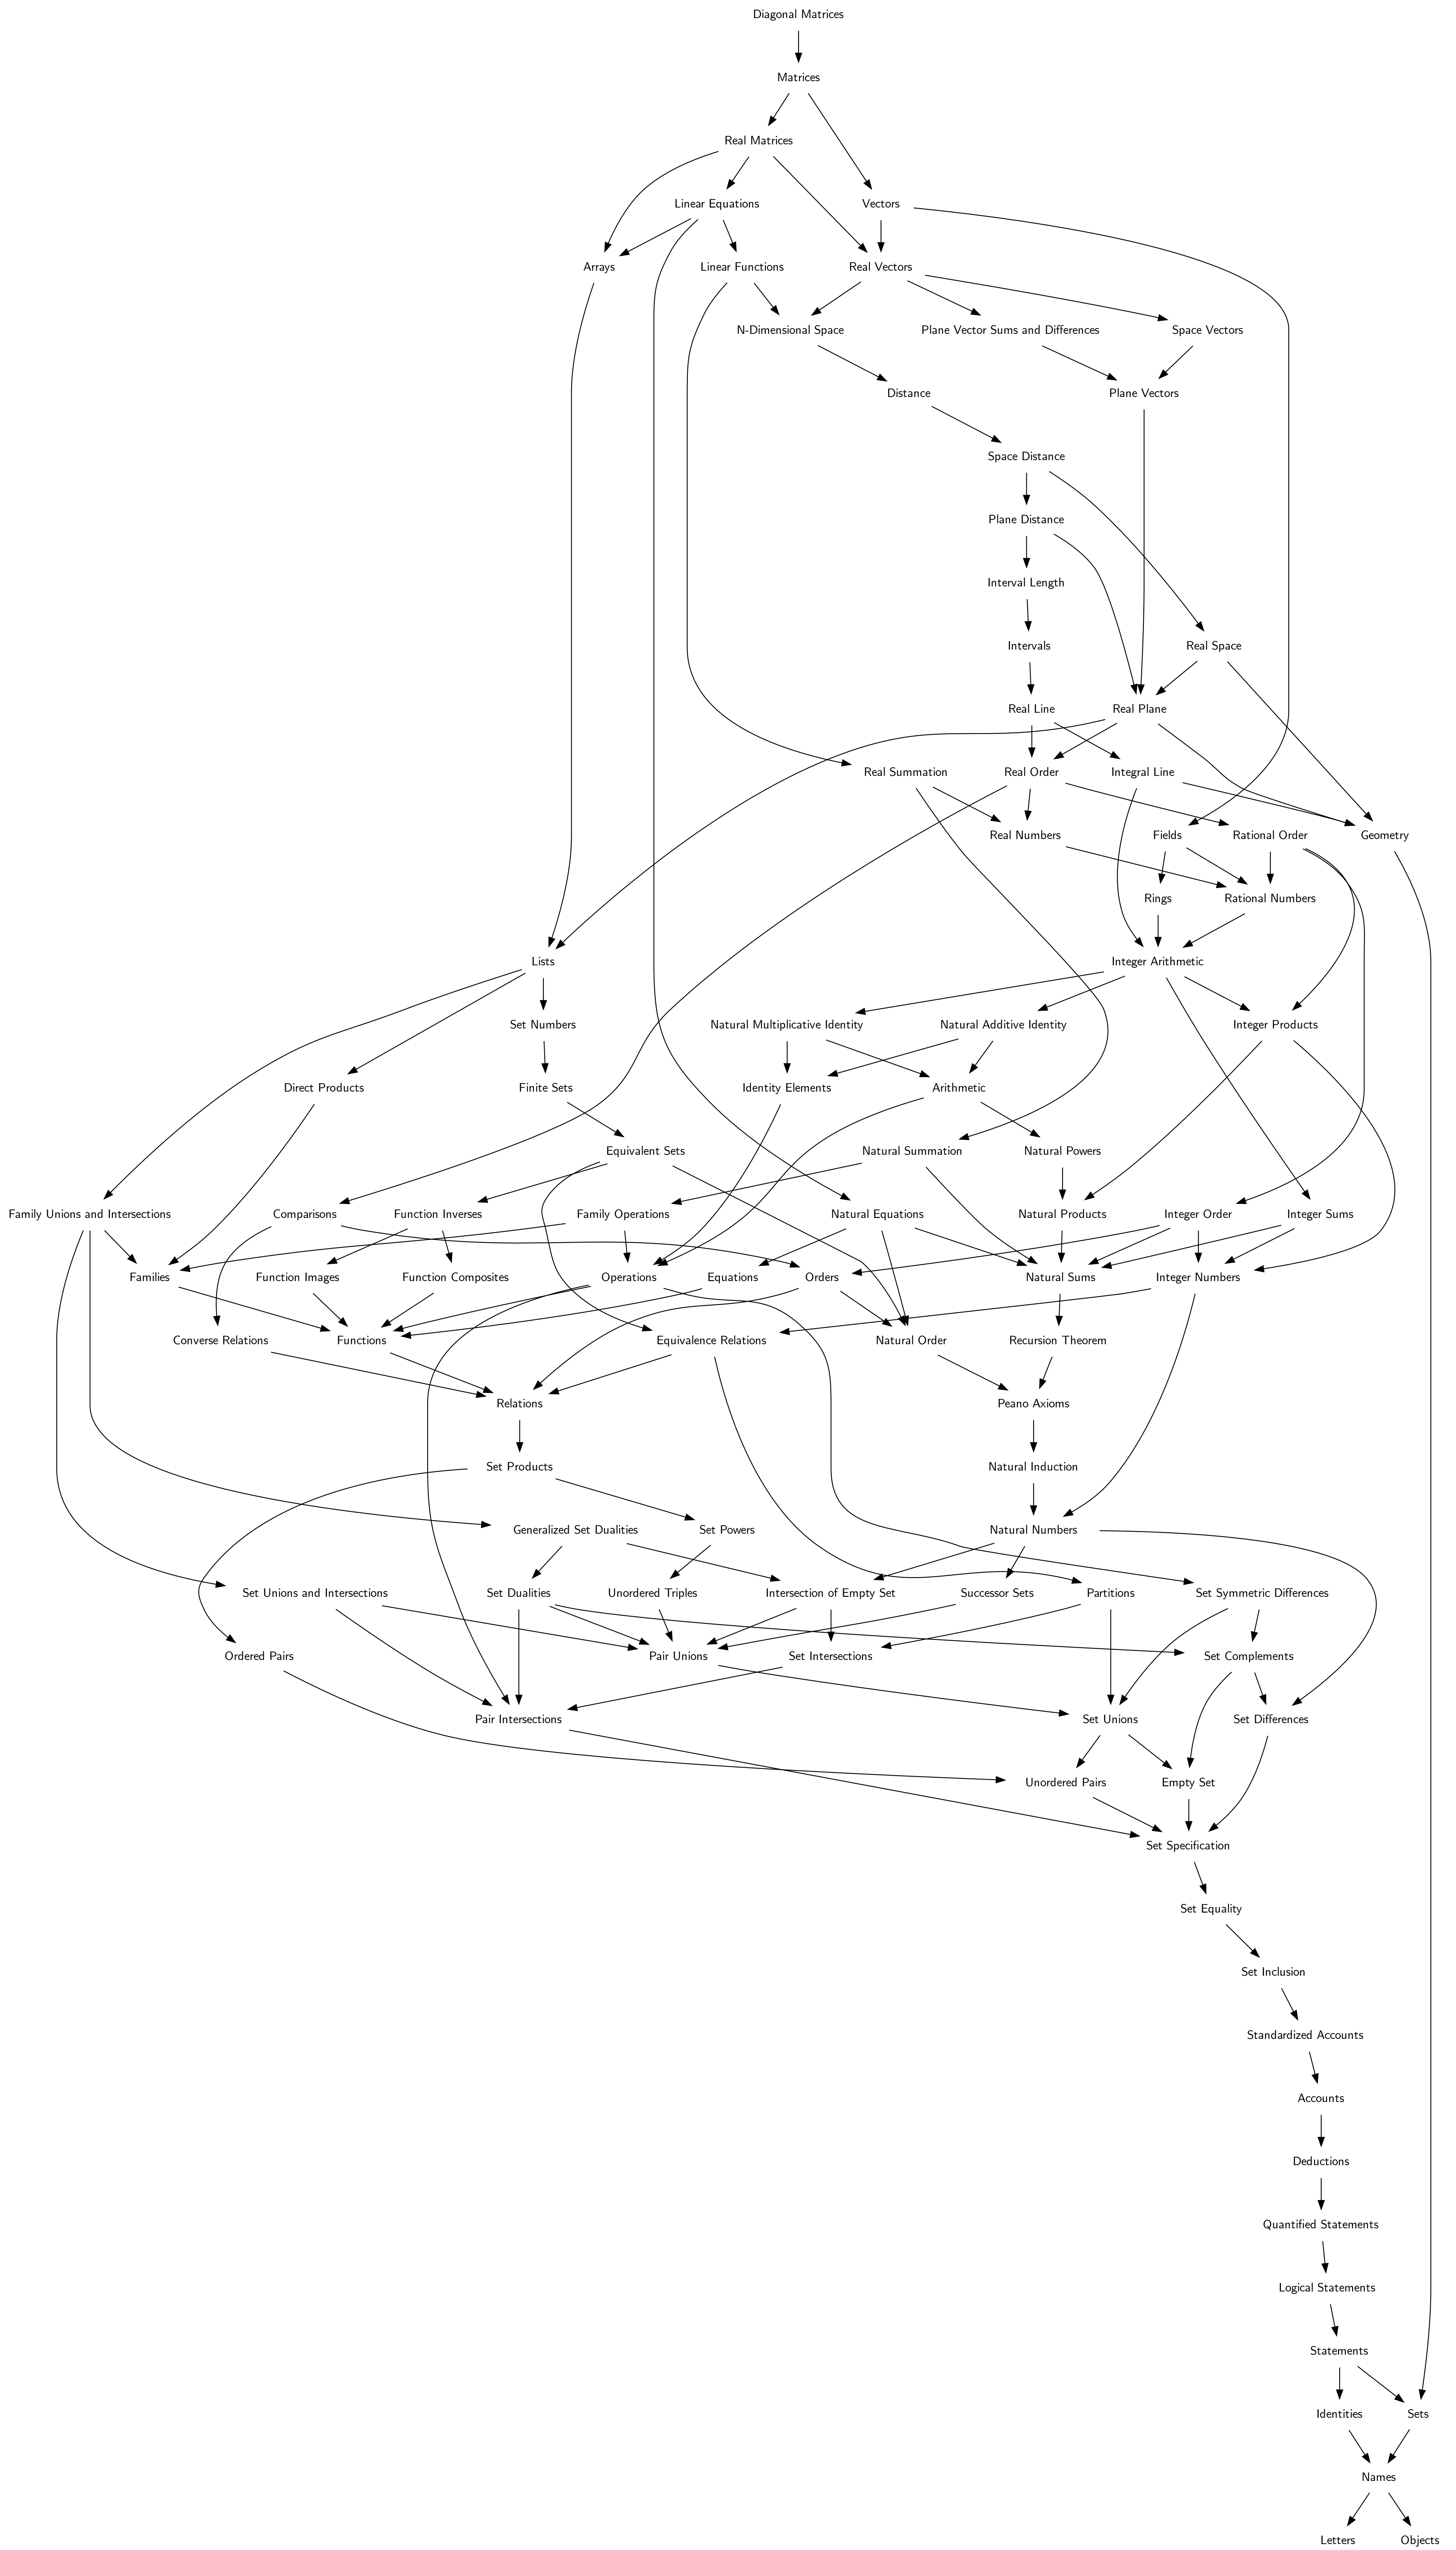 Diagonal Matrices
Matrices
Real Matrices
Linear Equations
Vectors
Arrays
Linear Functions
Real Vectors
N-Dimensional Space
Plane Vector Sums and Differences
Space Vectors
Distance
Plane Vectors
Space Distance
Plane Distance
Interval Length
Intervals
Real Space
Real Line
Real Plane
Real Summation
Real Order
Integral Line
Real Numbers
Fields
Rational Order
Geometry
Rings
Rational Numbers
Lists
Integer Arithmetic
Set Numbers
Natural Multiplicative Identity
Natural Additive Identity
Integer Products
Direct Products
Finite Sets
Identity Elements
Arithmetic
Equivalent Sets
Natural Summation
Natural Powers
Family Unions and Intersections
Comparisons
Function Inverses
Family Operations
Natural Equations
Natural Products
Integer Order
Integer Sums
Families
Function Images
Function Composites
Operations
Equations
Orders
Natural Sums
Integer Numbers
Converse Relations
Functions
Equivalence Relations
Natural Order
Recursion Theorem
Relations
Peano Axioms
Set Products
Natural Induction
Generalized Set Dualities
Set Powers
Natural Numbers
Set Unions and Intersections
Set Dualities
Unordered Triples
Intersection of Empty Set
Successor Sets
Partitions
Set Symmetric Differences
Ordered Pairs
Pair Unions
Set Intersections
Set Complements
Pair Intersections
Set Unions
Set Differences
Unordered Pairs
Empty Set
Set Specification
Set Equality
Set Inclusion
Standardized Accounts
Accounts
Deductions
Quantified Statements
Logical Statements
Statements
Identities
Sets
Names
Letters
Objects